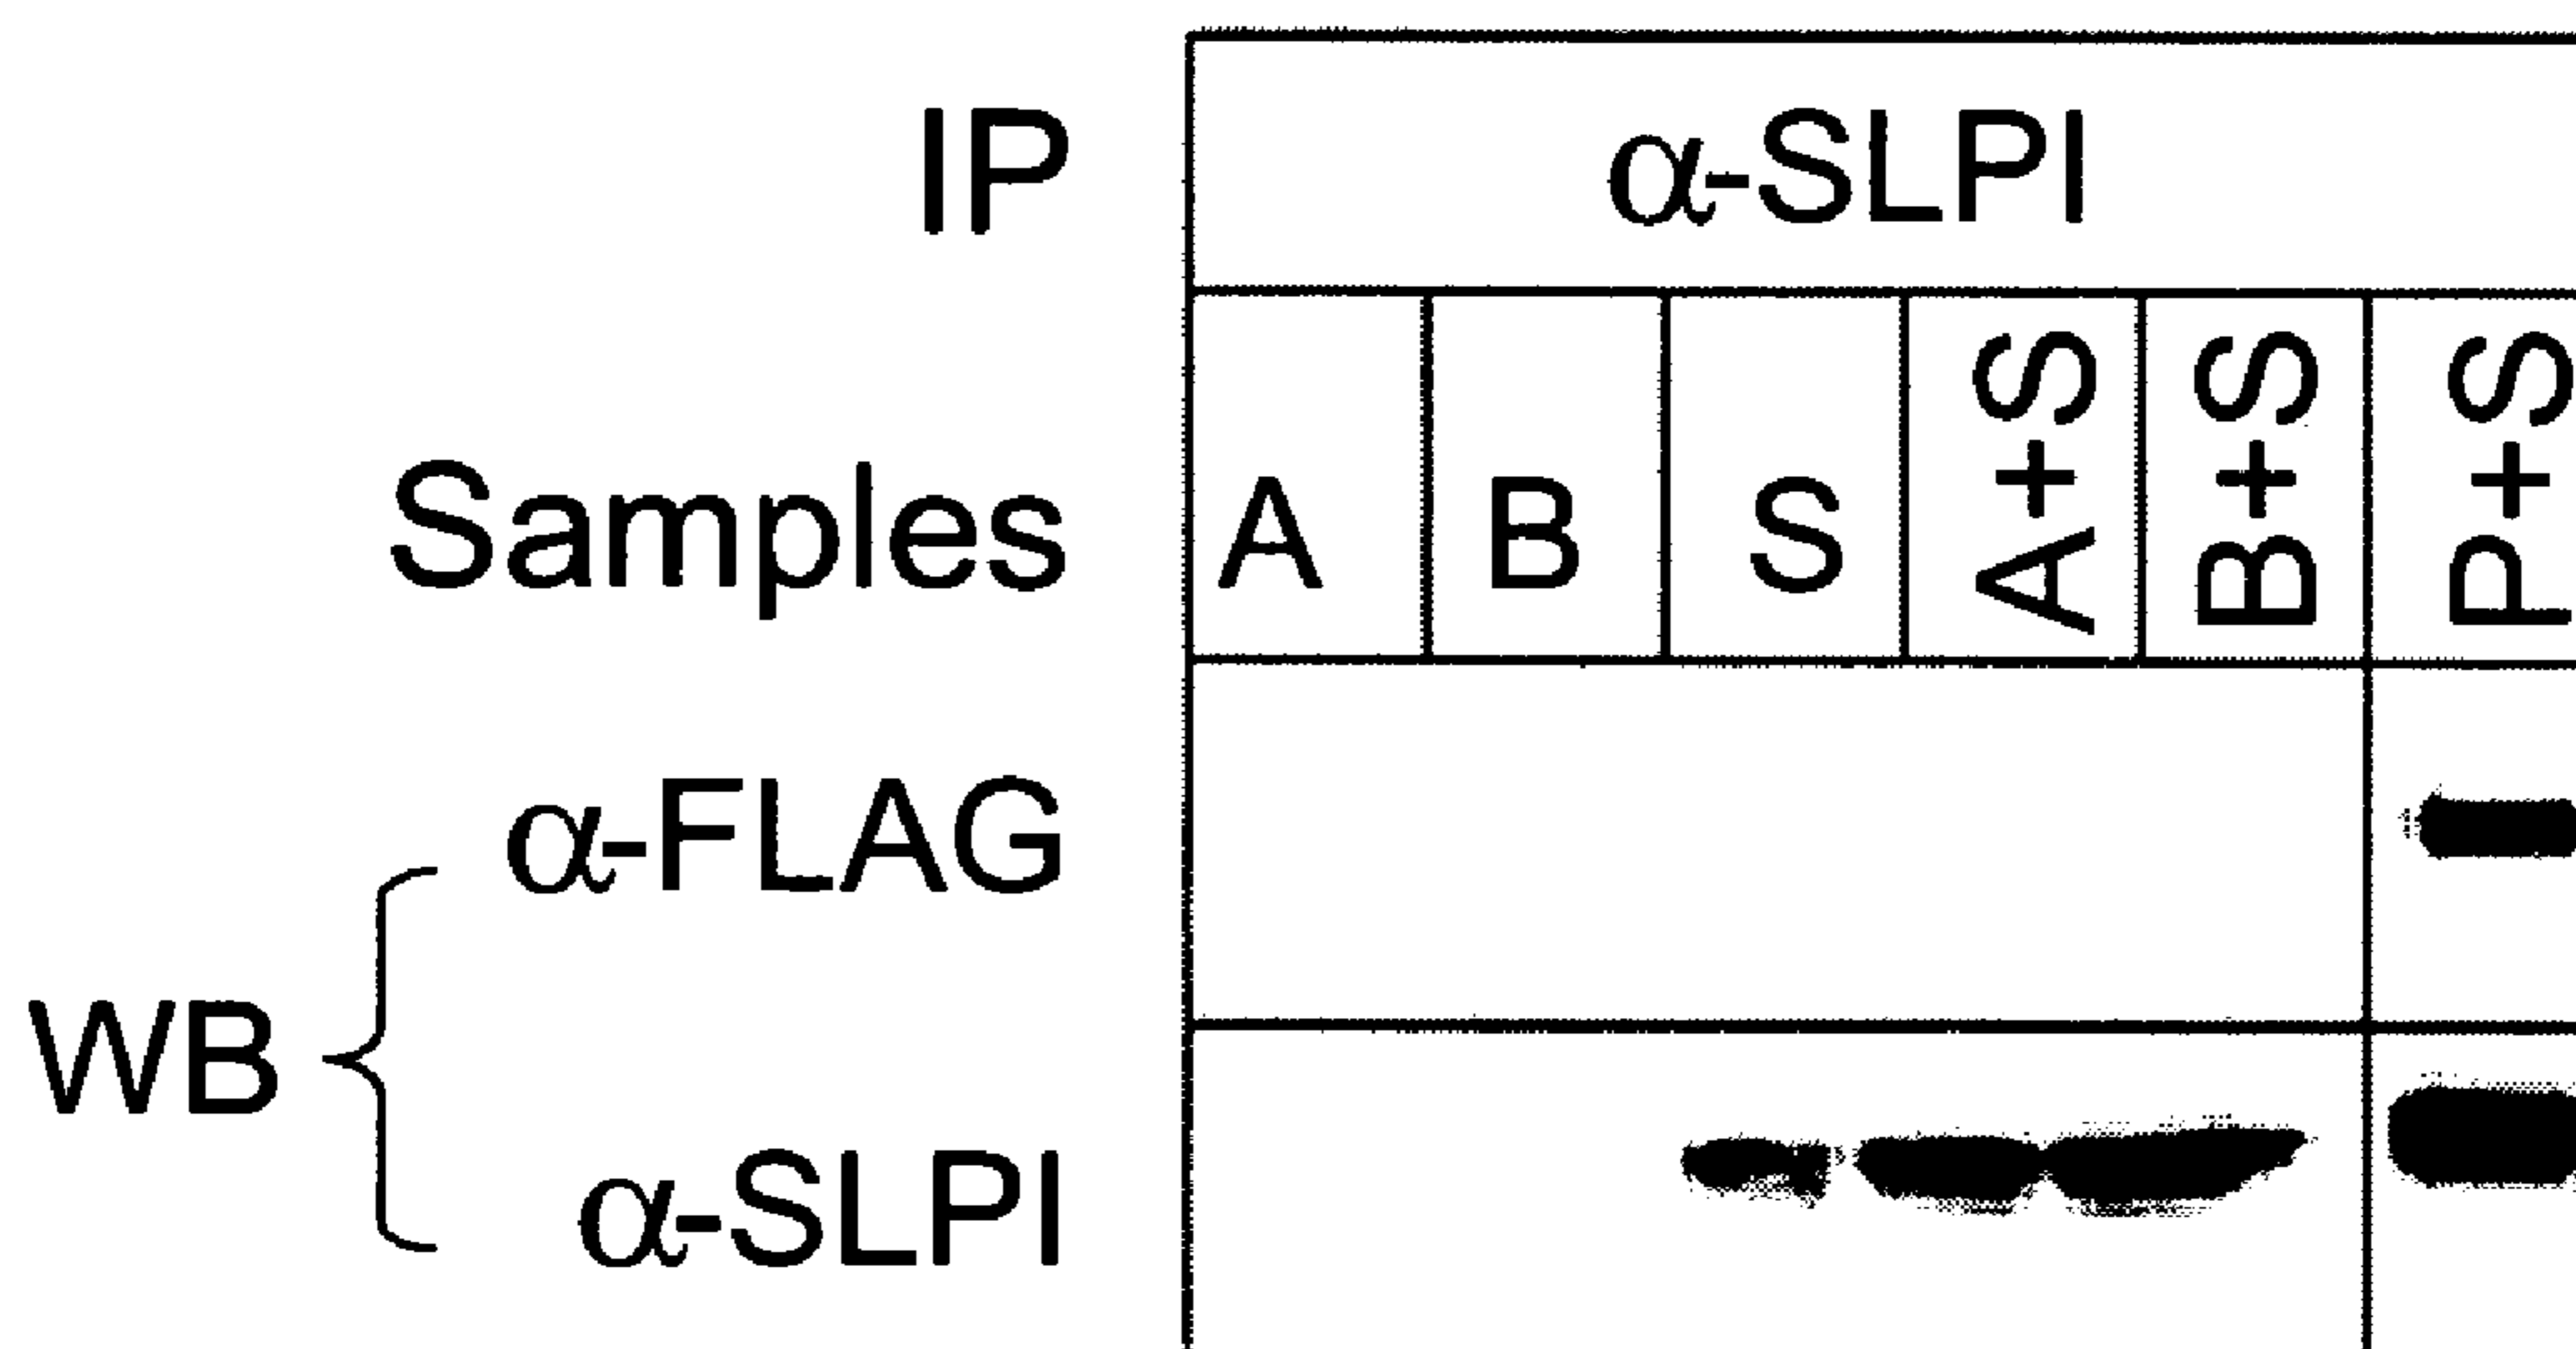 IP α-SLPI
Samples A B S A+S B+S P+S
α-FLAG
WB
α-SLPI